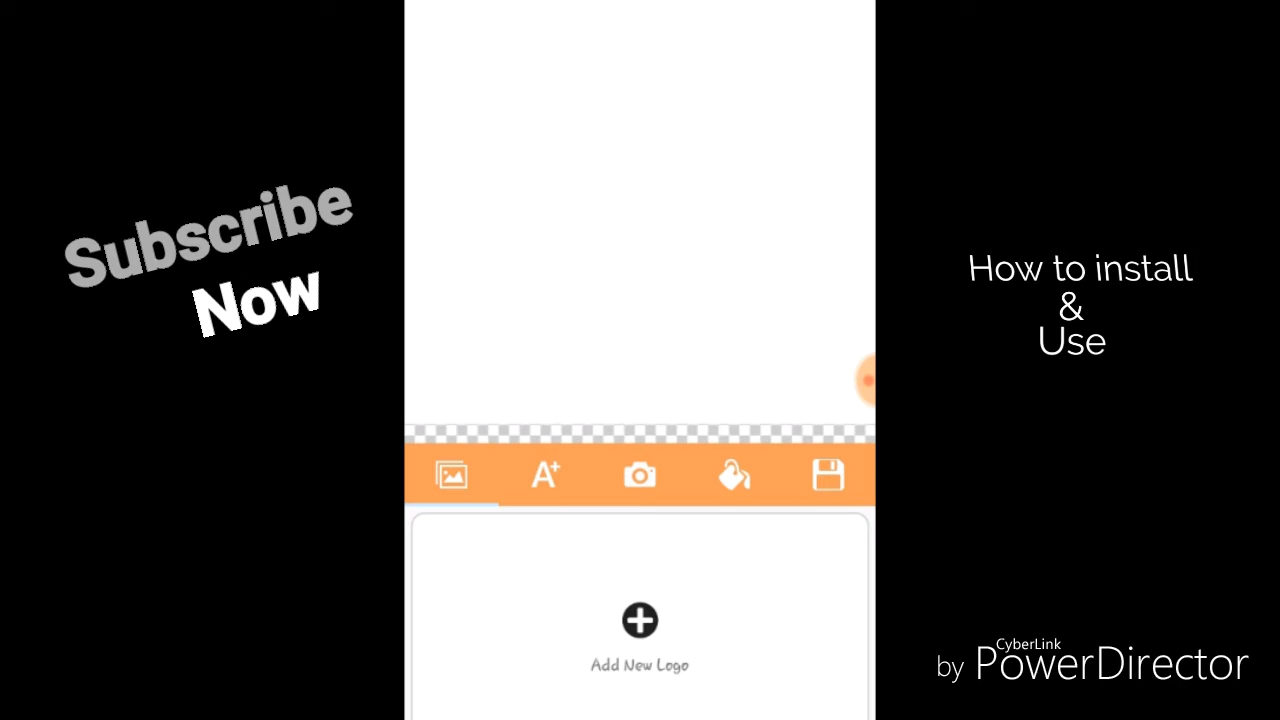 Subscribe
Now
How to install
&
Use
A+
Add New Logo
CyberLink
by PowerDirector